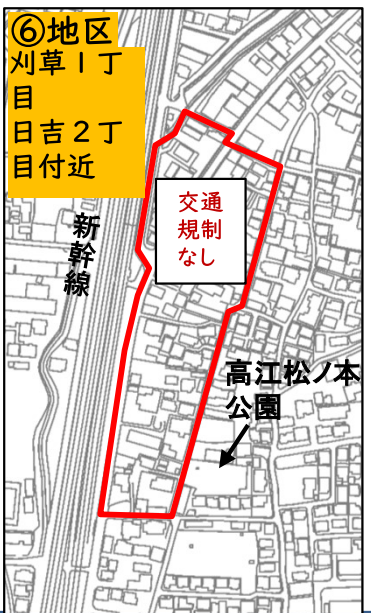 ⑥地区
刈草1丁
目
日吉2丁
目付近
交通
規制
なし
新幹線
高江松ノ本
公園